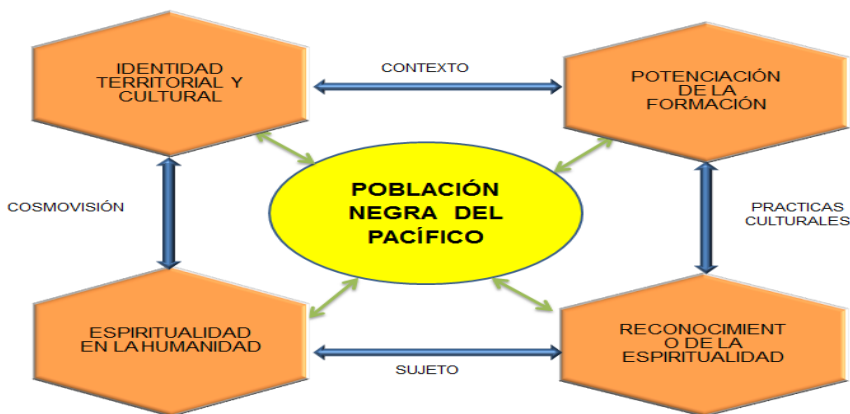 IDENTIDAD
TERRITORIAL Y
CULTURAL
CONTEXTO
POTENCIACIÓN
DE LA
FORMACIÓN
COSMOVISIÓN
POBLACIÓN
NEGRA DEL
PACÍFICO
PRACTICAS
CULTURALES
ESPIRITUALIDAD
EN LA HUMANIDAD
SUJETO
RECONOCIMIENT
O DE LA
ESPIRITUALIDAD